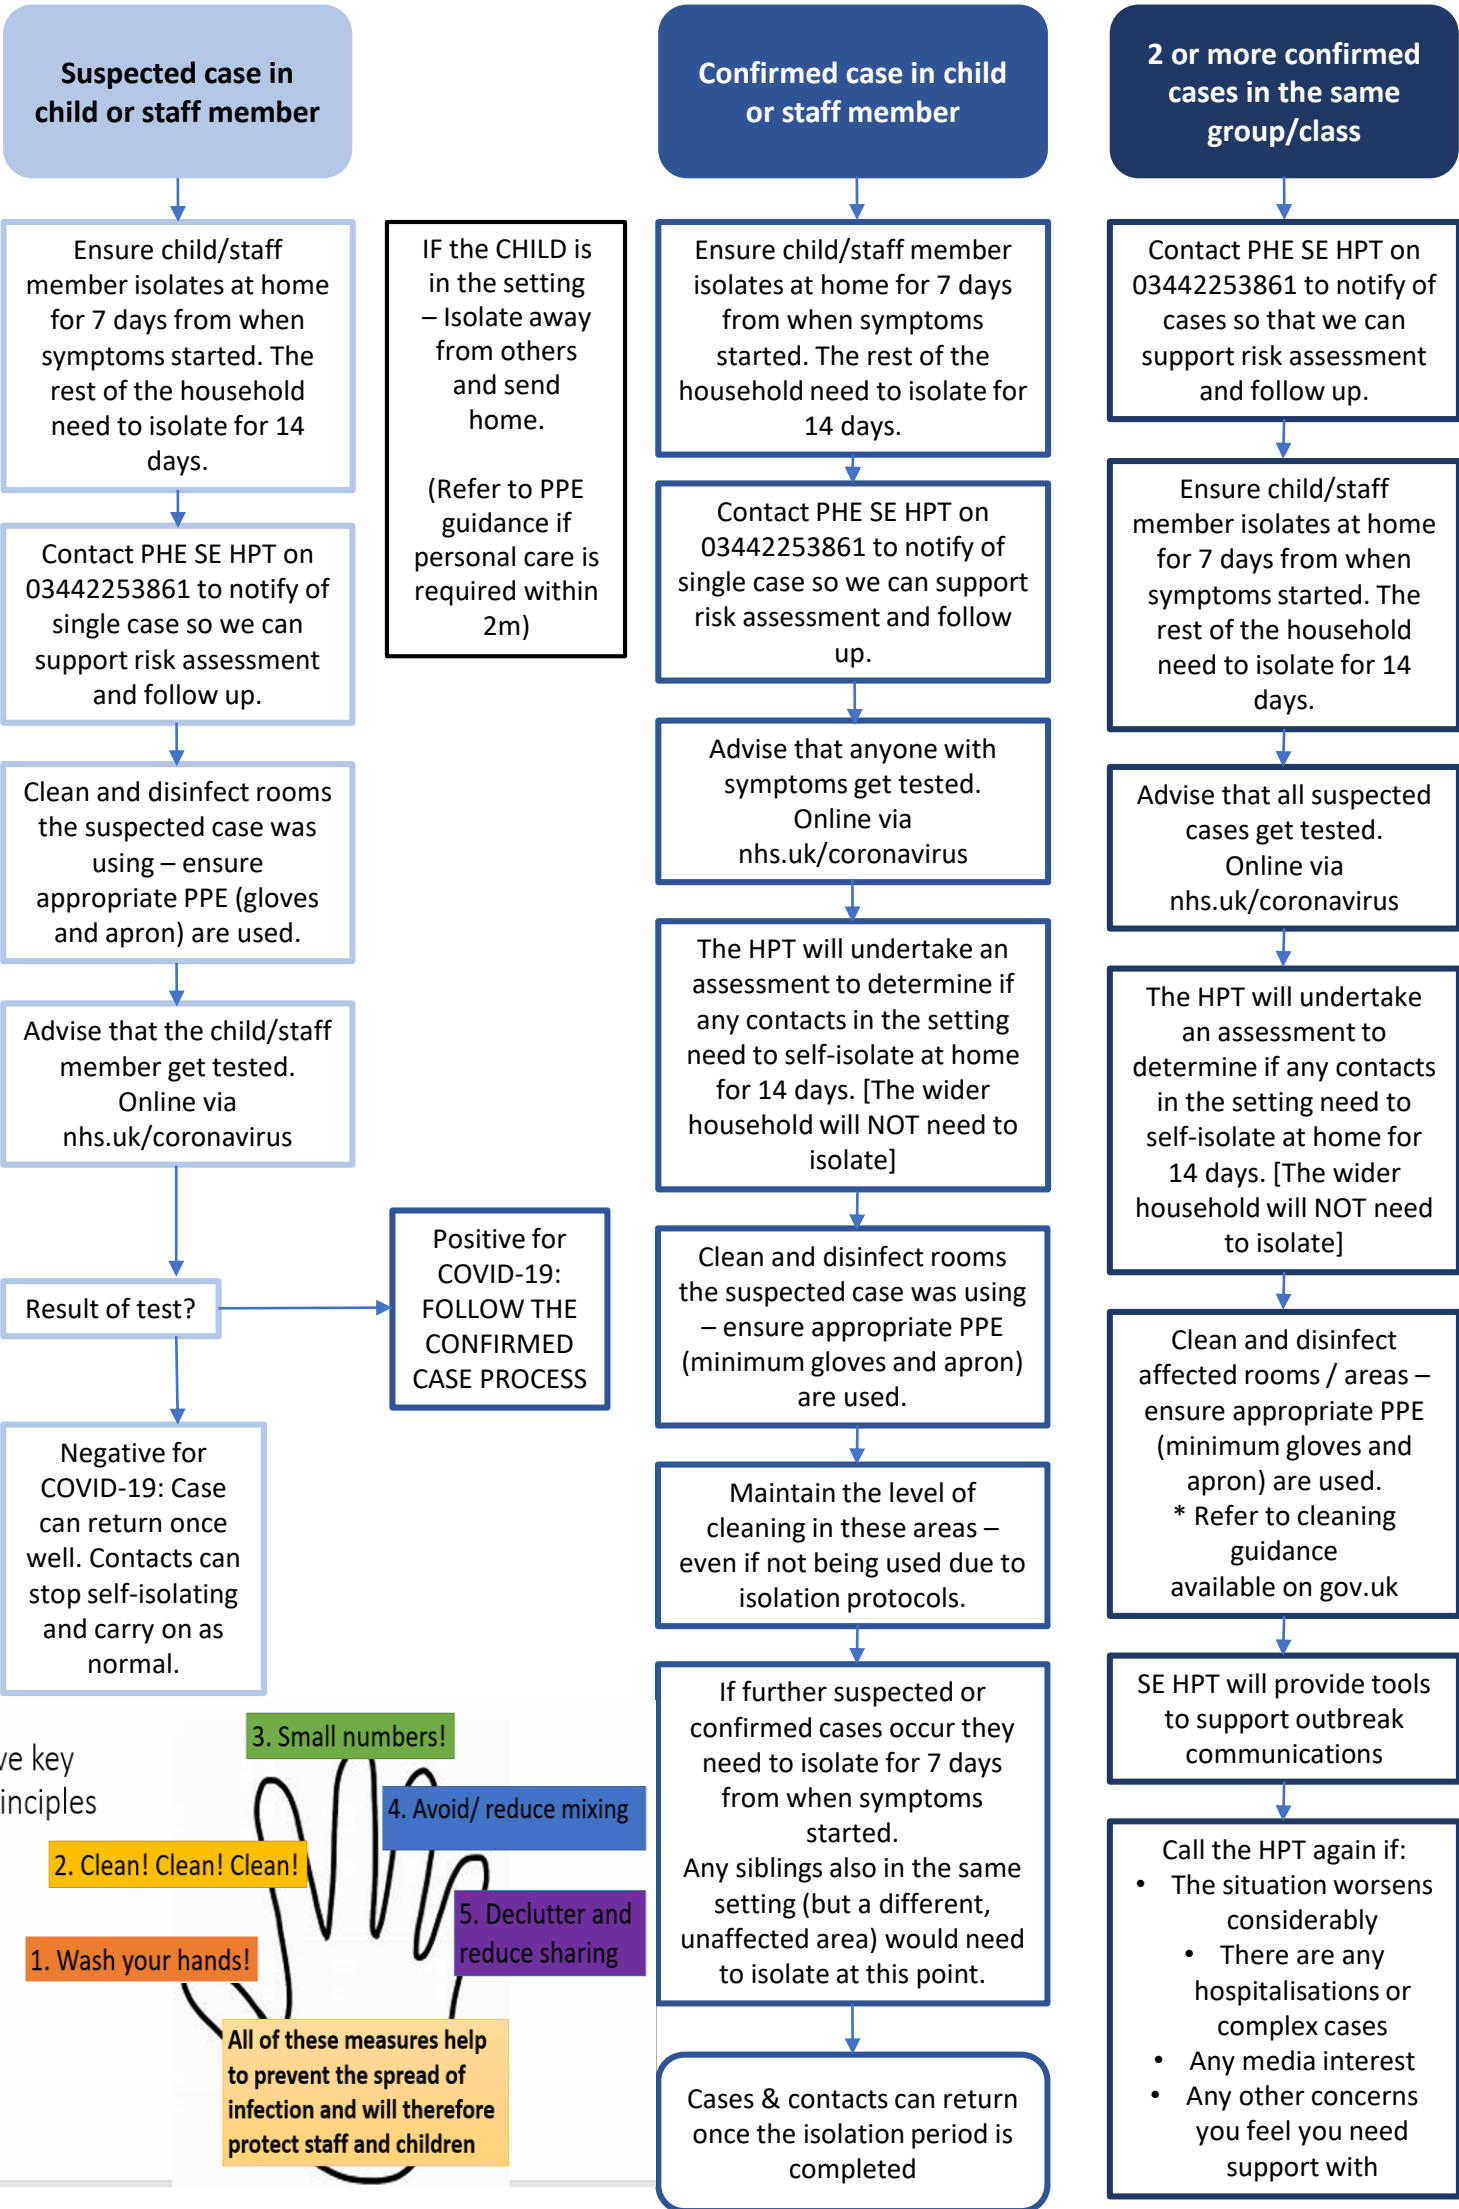 Suspected case in
child or staff member
Ensure child/staff
member isolates at home
for 7 days from when
symptoms started. The
rest of the household
need to isolate for 14
days.
Contact PHE SE HPT on
03442253861 to notify of
single case so we can
support risk assessment
and follow up.
Clean and disinfect rooms
the suspected case was
using – ensure
appropriate PPE (gloves
and apron) are used.
Advise that the child/staff
member get tested.
Online via
nhs.uk/coronavirus
Result of test?
Negative for
COVID-19: Case
can return once
well. Contacts can
stop self-isolating
and carry on as
normal.
IF the CHILD is
in the setting
– Isolate away
from others
and send
home.
(Refer to PPE
guidance if
personal care is
required within
2m)
Positive for
COVID-19:
FOLLOW THE
CONFIRMED
CASE PROCESS
Confirmed case in child
or staff member
Ensure child/staff member
isolates at home for 7 days
from when symptoms
started. The rest of the
household need to isolate for
14 days.
Contact PHE SE HPT on
03442253861 to notify of
single case so we can support
risk assessment and follow
up.
Advise that anyone with
symptoms get tested.
Online via
nhs.uk/coronavirus
The HPT will undertake an
assessment to determine if
any contacts in the setting
need to self-isolate at home
for 14 days. [The wider
household will NOT need to
isolate]
Clean and disinfect rooms
the suspected case was using
– ensure appropriate PPE
(minimum gloves and apron)
are used.
Maintain the level of
cleaning in these areas –
even if not being used due to
isolation protocols.
If further suspected or
confirmed cases occur they
need to isolate for 7 days
from when symptoms
started.
Any siblings also in the same
setting (but a different,
unaffected area) would need
to isolate at this point.
Cases & contacts can return
once the isolation period is
completed
2 or more confirmed
cases in the same
group/class
Contact PHE SE HPT on
03442253861 to notify of
cases so that we can
support risk assessment
and follow up.
Ensure child/staff
member isolates at home
for 7 days from when
symptoms started. The
rest of the household
need to isolate for 14
days.
Advise that all suspected
cases get tested.
Online via
nhs.uk/coronavirus
The HPT will undertake
an assessment to
determine if any contacts
in the setting need to
self-isolate at home for
14 days. [The wider
household will NOT need
to isolate]
Clean and disinfect
affected rooms / areas –
ensure appropriate PPE
(minimum gloves and
apron) are used.
* Refer to cleaning
guidance
available on gov.uk
SE HPT will provide tools
to support outbreak
communications
Call the HPT again if:
• The situation worsens
considerably
• There are any
hospitalisations or
complex cases
• Any media interest
• Any other concerns
you feel you need
support with
ve key
inciples
1. Wash your hands!
2. Clean! Clean! Clean!
3. Small numbers!
4. Avoid/ reduce mixing
5. Declutter and
reduce sharing
All of these measures help
to prevent the spread of
infection and will therefore
protect staff and children